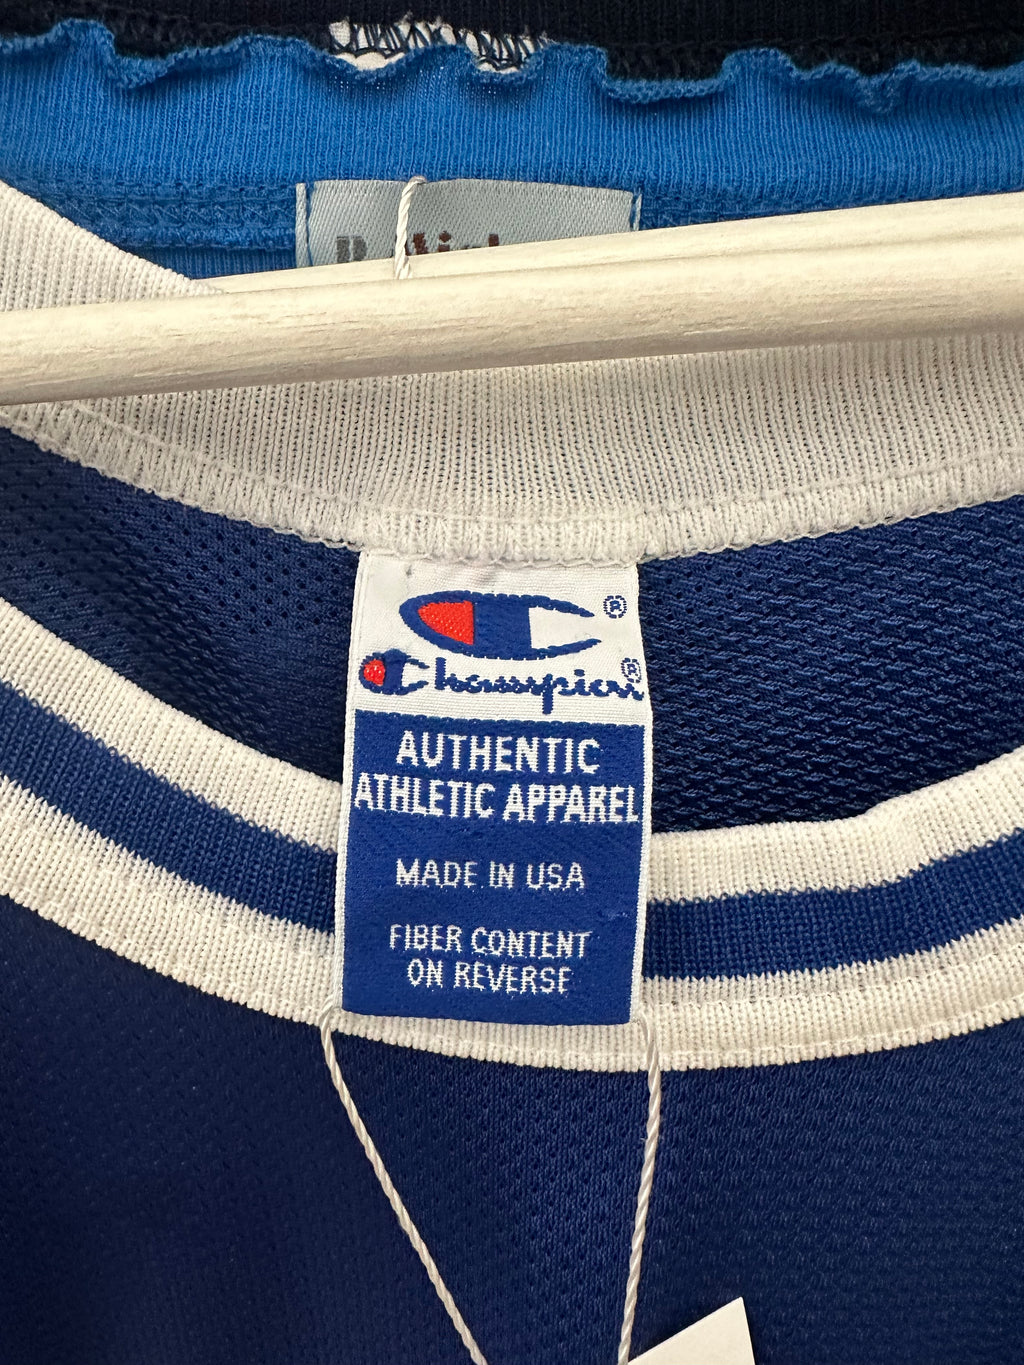 ®
Champion®
AUTHENTIC
ATHLETIC APPAREL
MADE IN USA
FIBER CONTENT
ON REVERSE